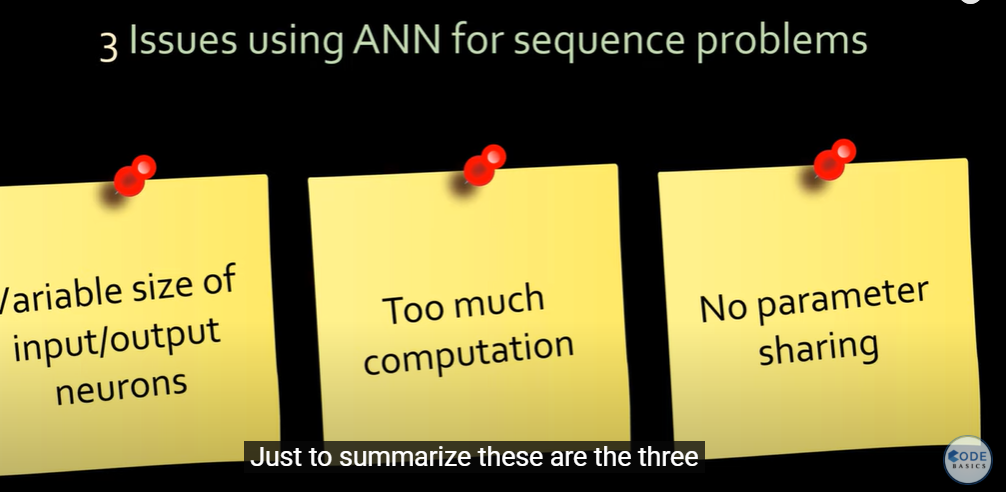 3 Issues using ANN for sequence problems
Variable size of
input/output
neurons
Too much
computation
No parameter
sharing
Just to summarize these are the three
CODE
BASICS